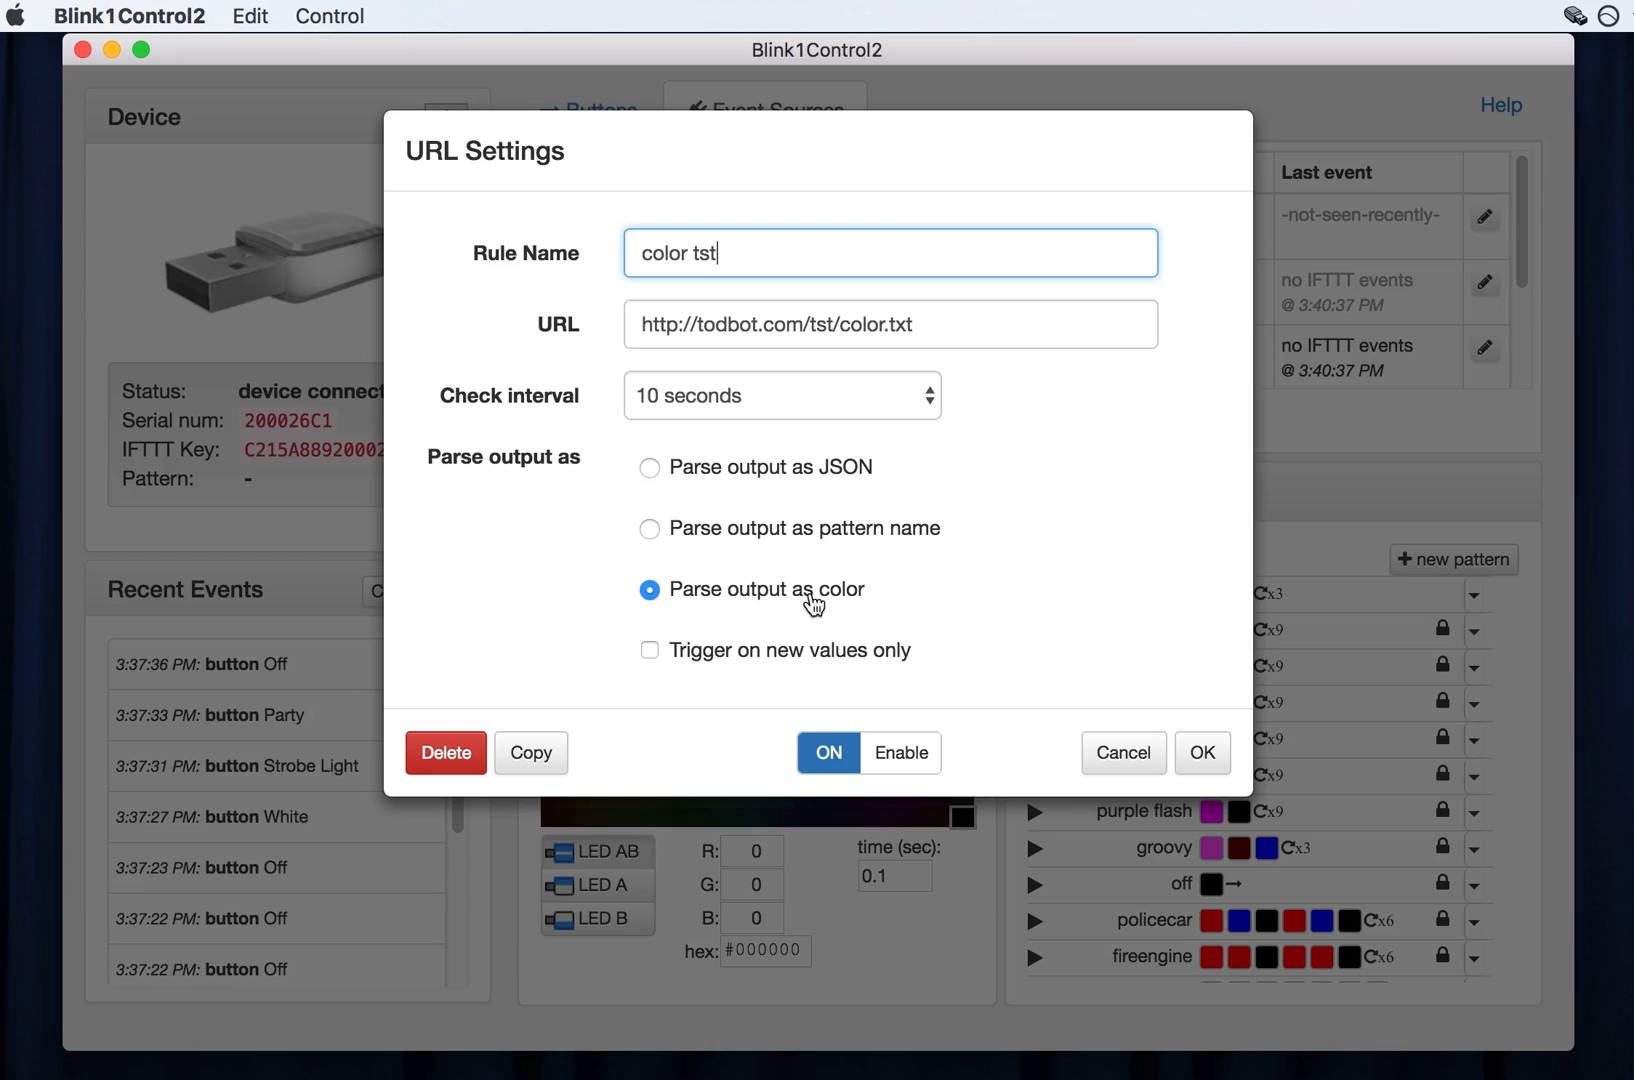 Blink1Control2 Edit Control
Blink1Control2
Device
Buttons
Event Sources
Help
URL Settings
Last event
-not-seen-recently-
Rule Name
color tst
no IFTTT events
@ 3:40:37 PM
URL
http://todbot.com/tst/color.txt
no IFTTT events
@ 3:40:37 PM
Check interval
10 seconds
Status: device connect
Serial num: 200026C1
IFTTT Key: C215A88920002
Pattern: -
Parse output as
Parse output as JSON
Parse output as pattern name
Parse output as color
Trigger on new values only
+ new pattern
Recent Events
x3
x9
x9
x9
x9
x9
3:37:36 PM: button Off
3:37:33 PM: button Party
3:37:31 PM: button Strobe Light
3:37:27 PM: button White
3:37:23 PM: button Off
3:37:22 PM: button Off
3:37:22 PM: button Off
Delete
Copy
ON
Enable
Cancel
OK
LED AB
LED A
LED B
R: 0
G: 0
B: 0
hex: #000000
time (sec):
0.1
purple flash x9
groovy x3
off
policecar x6
fireengine x6